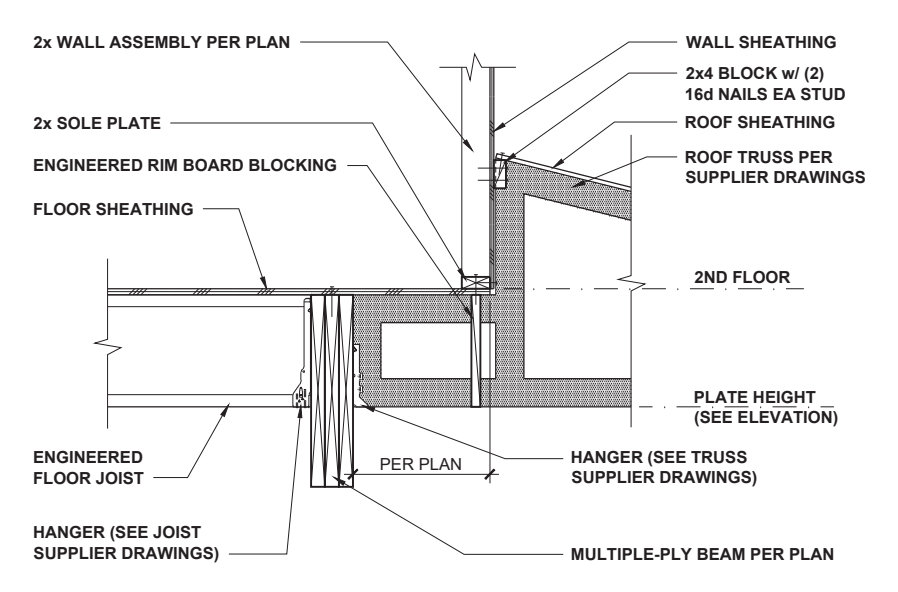 2x WALL ASSEMBLY PER PLAN
2x SOLE PLATE
ENGINEERED RIM BOARD BLOCKING
FLOOR SHEATHING
WALL SHEATHING
2x4 BLOCK w/ (2)
16d NAILS EA STUD
ROOF SHEATHING
ROOF TRUSS PER
SUPPLIER DRAWINGS
2ND FLOOR
PLATE HEIGHT
(SEE ELEVATION)
ENGINEERED
FLOOR JOIST
PER PLAN
HANGER (SEE TRUSS
SUPPLIER DRAWINGS)
HANGER (SEE JOIST
SUPPLIER DRAWINGS)
MULTIPLE-PLY BEAM PER PLAN